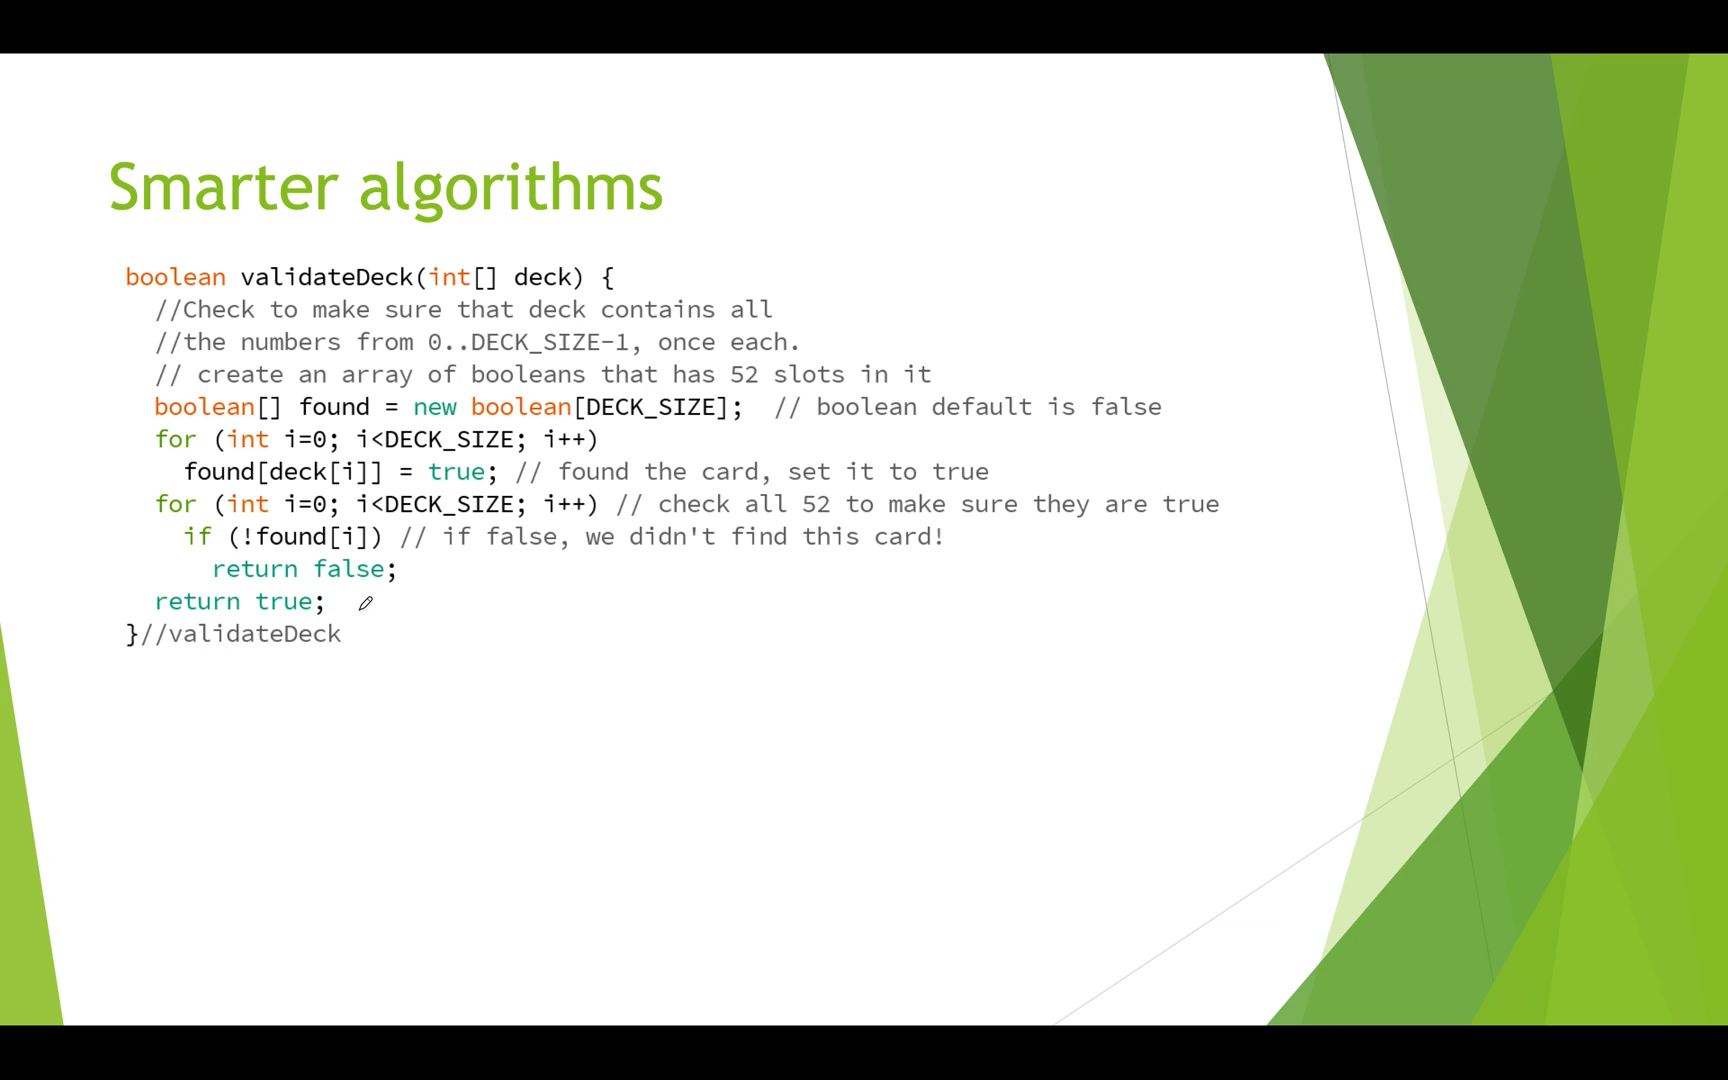 Smarter algorithms
boolean validateDeck(int[] deck) {
//Check to make sure that deck contains all
//the numbers from 0..DECK_SIZE-1, once each.
// create an array of booleans that has 52 slots in it
boolean[] found = new boolean[DECK_SIZE]; // boolean default is false
for (int i=0; i<DECK_SIZE; i++)
found[deck[i]] = true; // found the card, set it to true
for (int i=0; i<DECK_SIZE; i++) // check all 52 to make sure they are true
if (!found[i]) // if false, we didn't find this card!
return false;
return true;
}//validateDeck